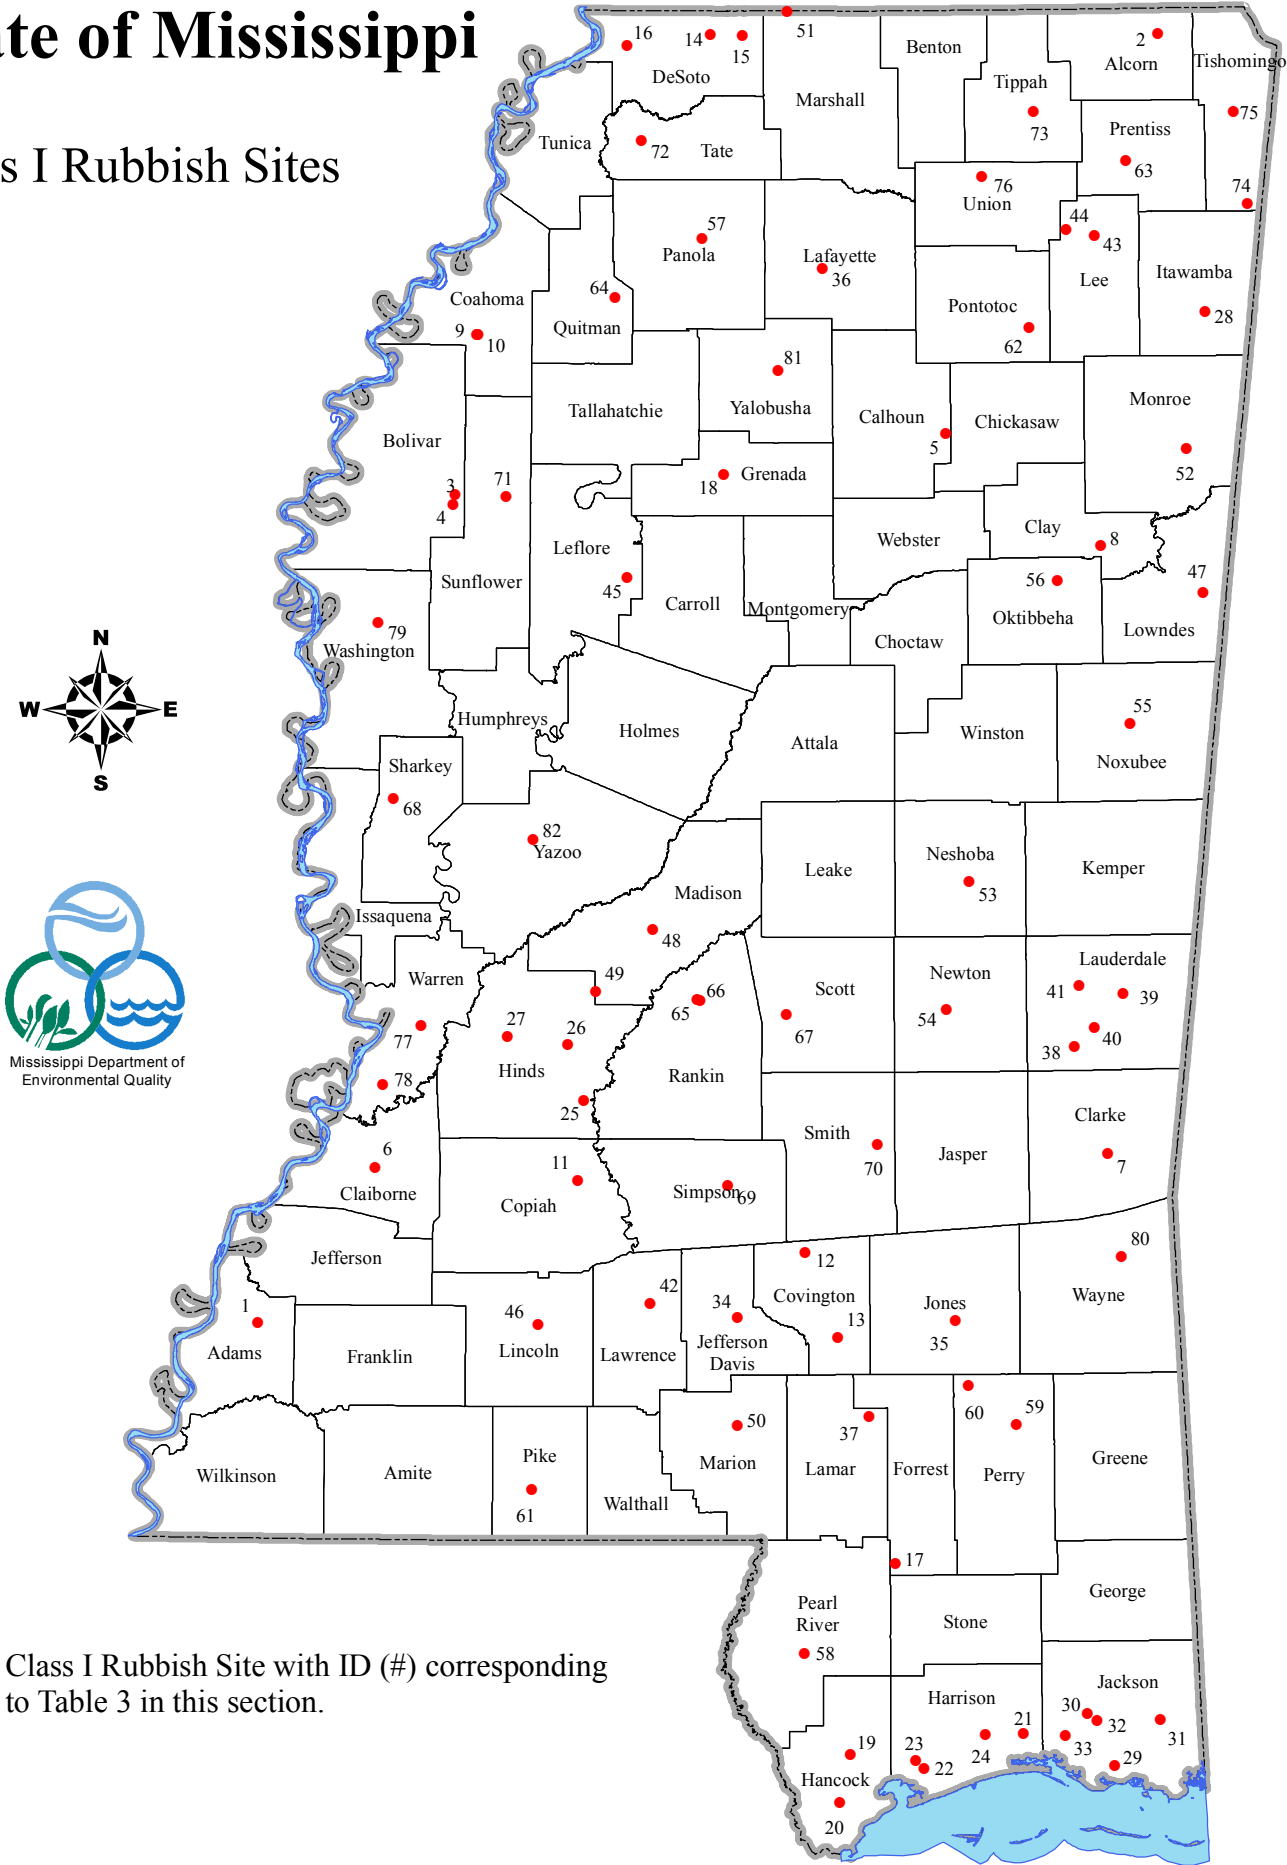 te of Mississippi
s I Rubbish Sites
16
14
15
DeSoto
51
Marshall
Benton
Tippah
73
2
Alcorn
Tishomingo
75
74
Prentiss
63
Tunica
72
Tate
76
Union
44
43
Lee
Itawamba
28
57
Panola
Lafayette
36
Pontotoc
62
Coahoma
9
10
64
Quitman
81
Yalobusha
Tallahatchie
Calhoun
5
Chickasaw
Monroe
52
Bolivar
3
4
71
Sunflower
18
Grenada
Leflore
45
Carroll
Montgomery
Webster
Clay
8
56
Oktibbeha
47
Lowndes
Choctaw
79
Washington
N
W
E
S
Humphreys
Holmes
Attala
Winston
55
Noxubee
Sharkey
68
82
Yazoo
Leake
Neshoba
53
Kemper
Madison
48
49
Issaquena
Warren
77
78
27
26
Hinds
25
66
65
Rankin
Scott
67
Newton
54
Lauderdale
41
39
40
38
Mississippi Department of
Environmental Quality
6
Claiborne
11
Copiah
Simpson
69
Smith
70
Jasper
Clarke
7
Jefferson
1
Adams
Franklin
46
Lincoln
42
Lawrence
34
Jefferson
Davis
12
Covington
13
Jones
35
80
Wayne
Wilkinson
Amite
Pike
61
Walthall
50
Marion
37
Lamar
Forrest
60
59
Perry
Greene
17
Pearl
River
58
Stone
George
Class I Rubbish Site with ID (#) corresponding
to Table 3 in this section.
Harrison
23
22
24
21
Jackson
30
32
33
31
29
19
Hancock
20